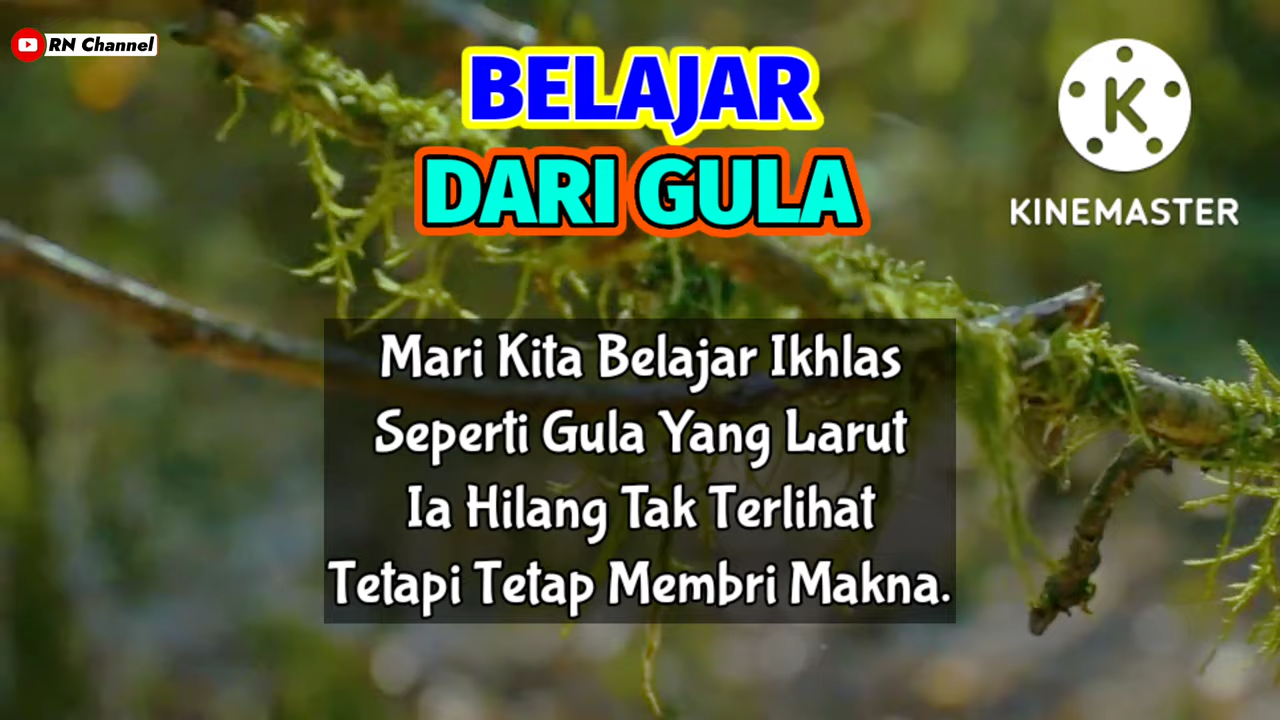 RN Channel
BELAJAR
DARI GULA
KINEMASTER
Mari Kita Belajar Ikhlas
Seperti Gula Yang Larut
Ia Hilang Tak Terlihat
Tetapi Tetap Membri Makna.